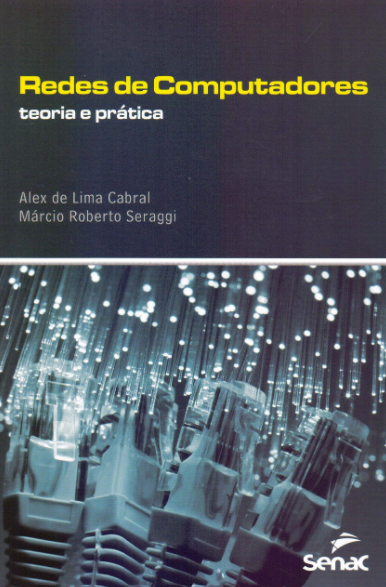 Redes de Computadores
teoria e prática
Alex de Lima Cabral
Márcio Roberto Seraggi
senac